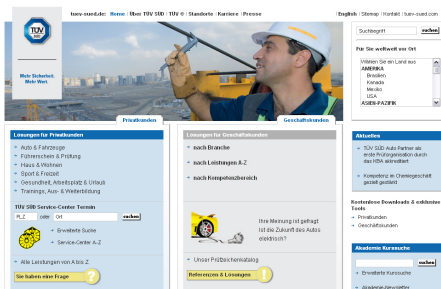 tuev-sued.de: Home | Über TÜV SÜD | TÜV ® | Standorte | Karriere | Presse
English | Sitemap | Kontakt | tuev-sued.com
TÜV
SÜD
Mehr Sicherheit.
Mehr Wert.
Privatkunden
Geschäftskunden
Suchbegriff
suchen
Für Sie weltweit vor Ort
Wählen Sie ein Land aus
AMERIKA
Brasilien
Kanada
Mexiko
USA
ASIEN-PAZIFIK
Lösungen für Privatkunden
Auto & Fahrzeuge
Führerschein & Prüfung
Haus & Wohnen
Sport & Freizeit
Gesundheit, Arbeitsplatz & Urlaub
Trainings, Aus- & Weiterbildung
TÜV SÜD Service-Center Termin
PLZ
oder
Ort
suchen
Erweiterte Suche
Service-Center A-Z
Alle Leistungen von A bis Z
Sie haben eine Frage
?
Lösungen für Geschäftskunden
nach Branche
nach Leistungen A-Z
nach Kompetenzbereich
Ihre Meinung ist gefragt:
Ist die Zukunft des Autos
elektrisch?
Unser Prüfzeichenkatalog
Referenzen & Lösungen
!
Aktuelles
TÜV SÜD Auto Partner als
erste Prüforganisation durch
das KBA akkreditiert
Kompetenz im Chemiegeschäft
gezielt gestärkt
Kostenlose Downloads & exklusive
Tools
Privatkunden
Geschäftskunden
Akademie Kurssuche
suchen
Erweiterte Kurssuche
Akademie-Newsletter